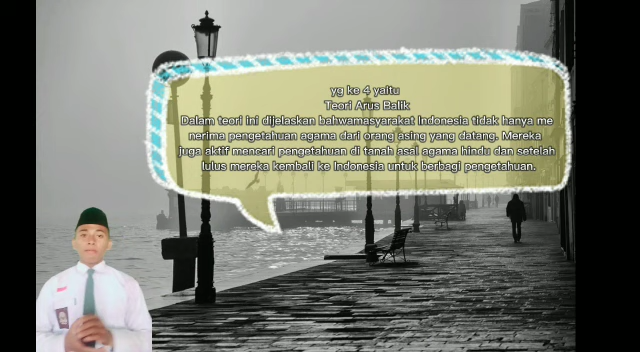 yg ke 4 yaitu
Teori Arus Balik
Dalam teori ini dijelaskan bahwamasyarakat Indonesia tidak hanya me
nerima pengetahuan agama dari orang asing yang datang. Mereka
juga aktif mencari pengetahuan di tanah asal agama hindu dan setelah
lulus mereka kembali ke Indonesia untuk berbagi pengetahuan.